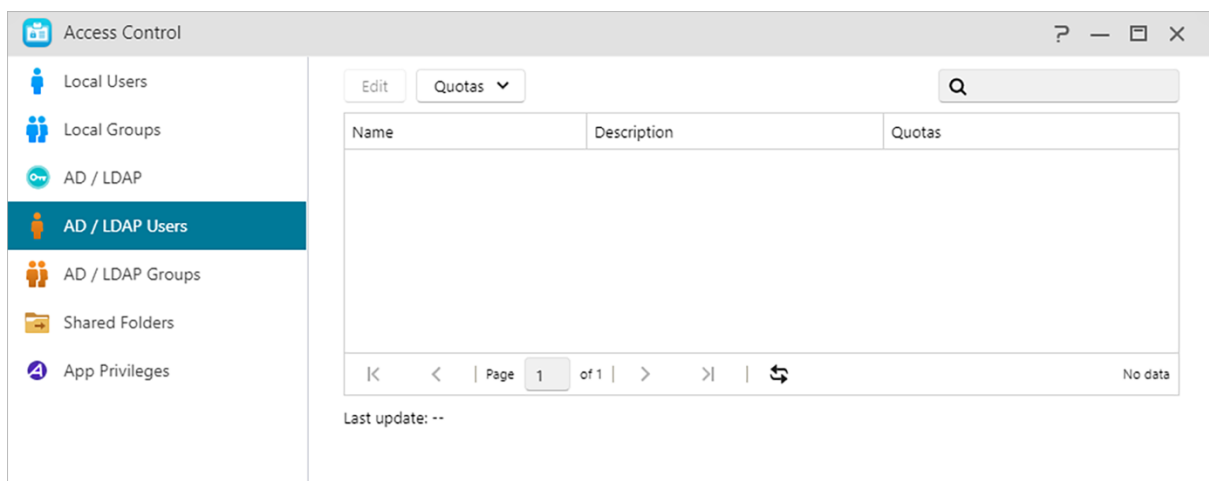 Access Control
Local Users
Local Groups
AD / LDAP
AD / LDAP Users
AD / LDAP Groups
Shared Folders
App Privileges
Edit Quotas
Name Description Quotas
Page 1 of 1 No data
Last update: --